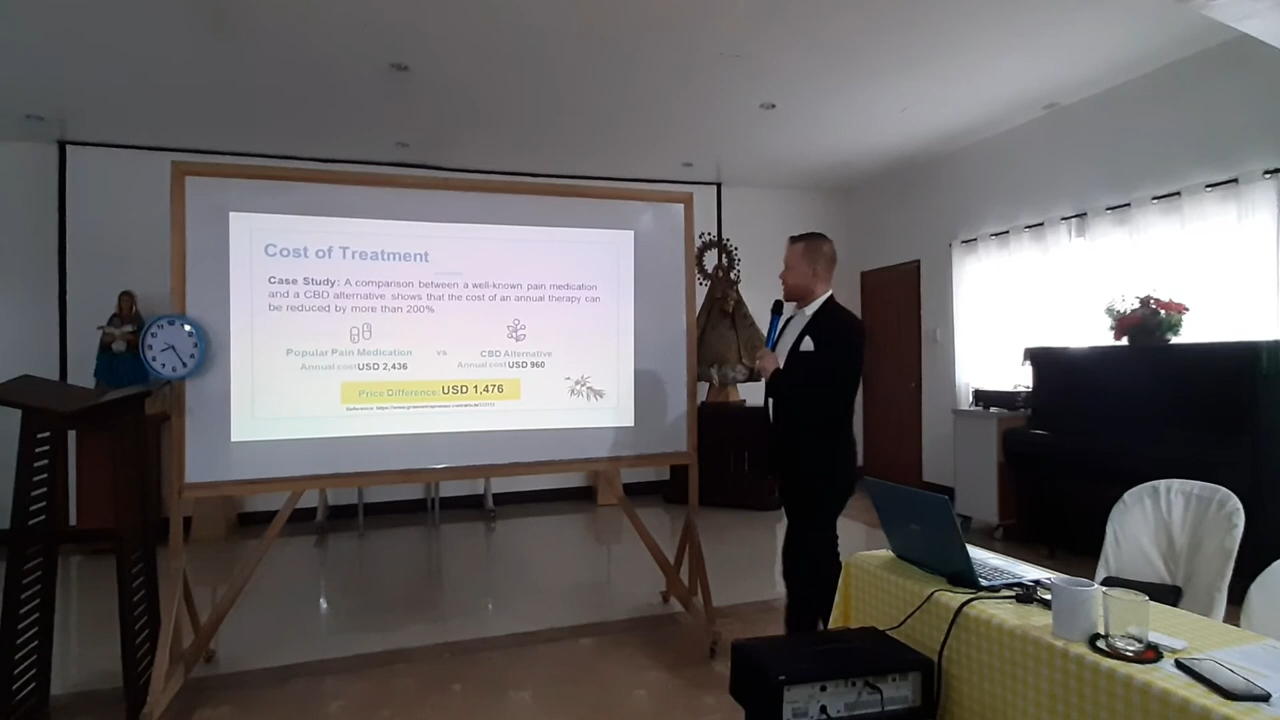 Cost of Treatment
Case Study: A comparison between a well-known pain medication
and a CBD alternative shows that the cost of an annual therapy can
be reduced by more than 200%
Popular Pain Medication vs CBD Alternative
Annual cost USD 2,436 Annual cost USD 960
Price Difference: USD 1,476